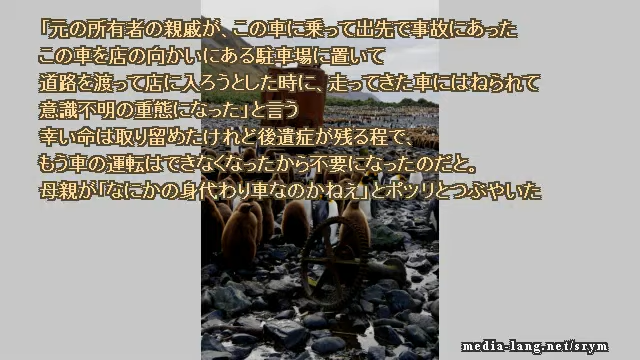 「元の所有者の親戚が、この車に乗って出先で事故にあった
この車を店の向かいにある駐車場に置いて
道路を渡って店に入ろうとした時に、走ってきた車にはねられて
意識不明の重態になった」と言う
幸い命は取り留めたけれど後遺症が残る程で、
もう車の運転はできなくなったから不要になったのだと。
母親が「なにかの身代わり車なのかねえ」とポツリとつぶやいた
media-lang.net/srym